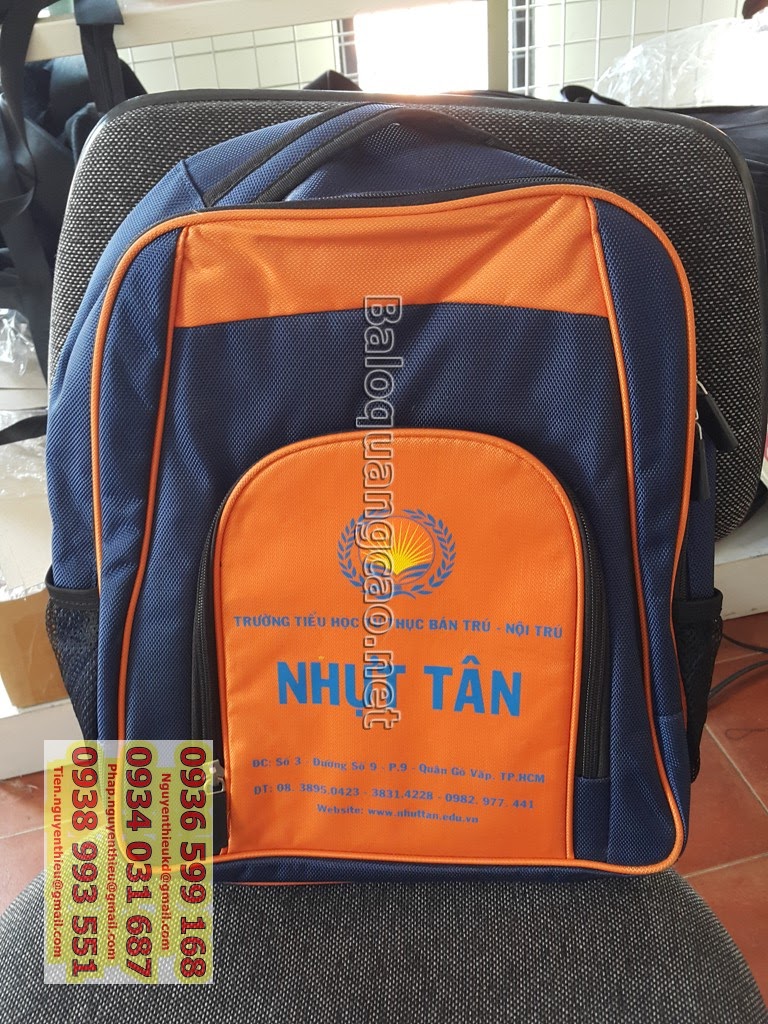 Baloquangcao.net
TRƯỜNG TIỂU HỌC THỤC BÁN TRÚ - NỘI TRÚ
NHỰT TÂN
ĐC: Số 3 Đường Số 9 - P.9 - Quận Gò Vấp. TP.HCM
ĐT: 08. 3895.0423 - 3831.4228 - 0982. 977. 441
Website: www.nhuttan.edu.vn
0936 599 168
Nguyenthieukd@gmail.com
0934 031 687
Phap.nguyenthieu@gmail.com
0938 993 551
Tien.nguyenthieu@gmail.com